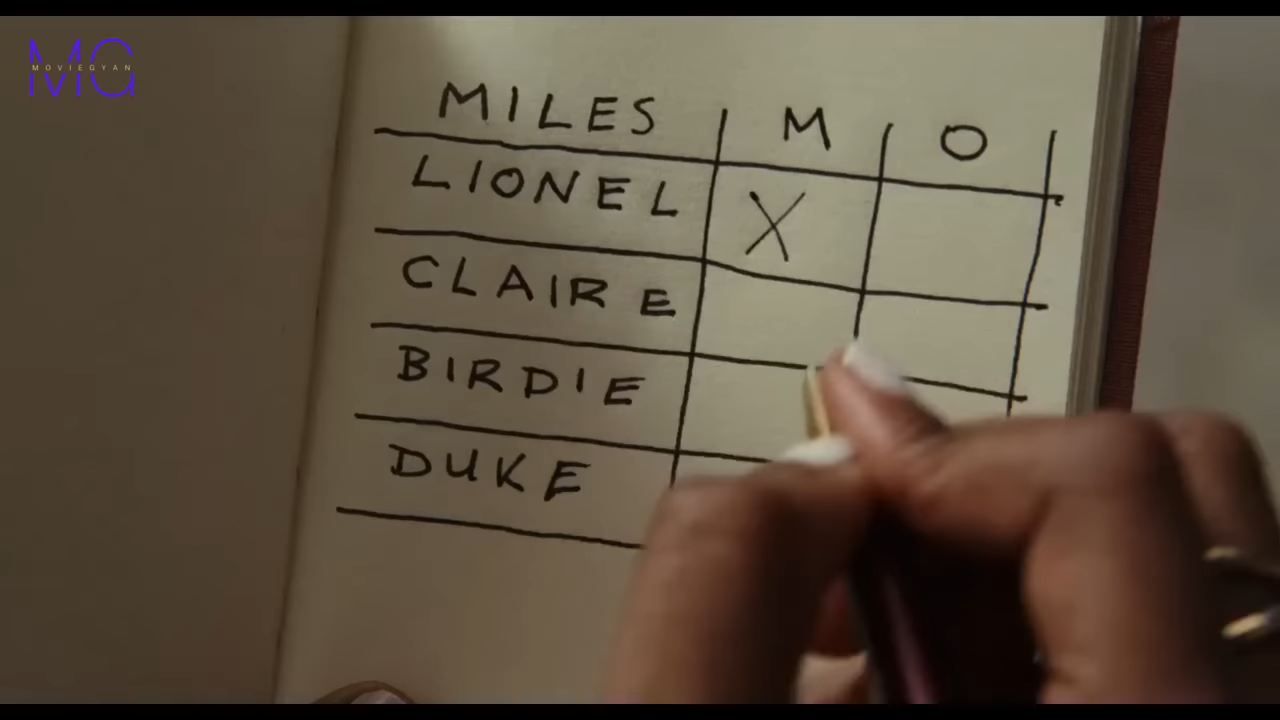 MG
MOVIEGYAN
MILES M O
LIONEL X
CLAIRE
BIRDIE
DUKE